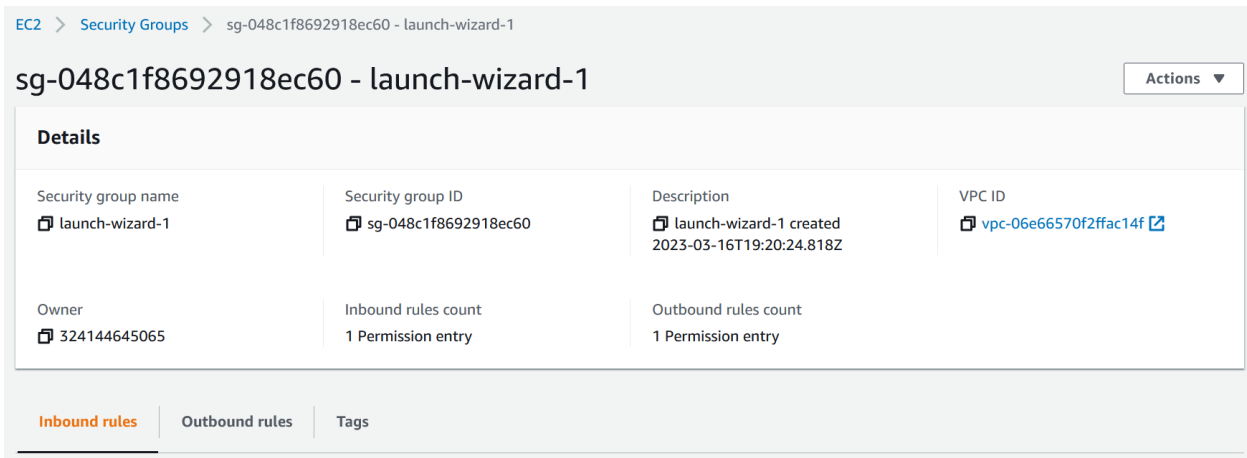 EC2 > Security Groups > sg-048c1f8692918ec60 - launch-wizard-1
sg-048c1f8692918ec60 - launch-wizard-1
Actions ▼
Details
Security group name
launch-wizard-1
Security group ID
sg-048c1f8692918ec60
Description
launch-wizard-1 created
2023-03-16T19:20:24.818Z
VPC ID
vpc-06e66570f2ffac14f
Owner
324144645065
Inbound rules count
1 Permission entry
Outbound rules count
1 Permission entry
Inbound rules
Outbound rules
Tags